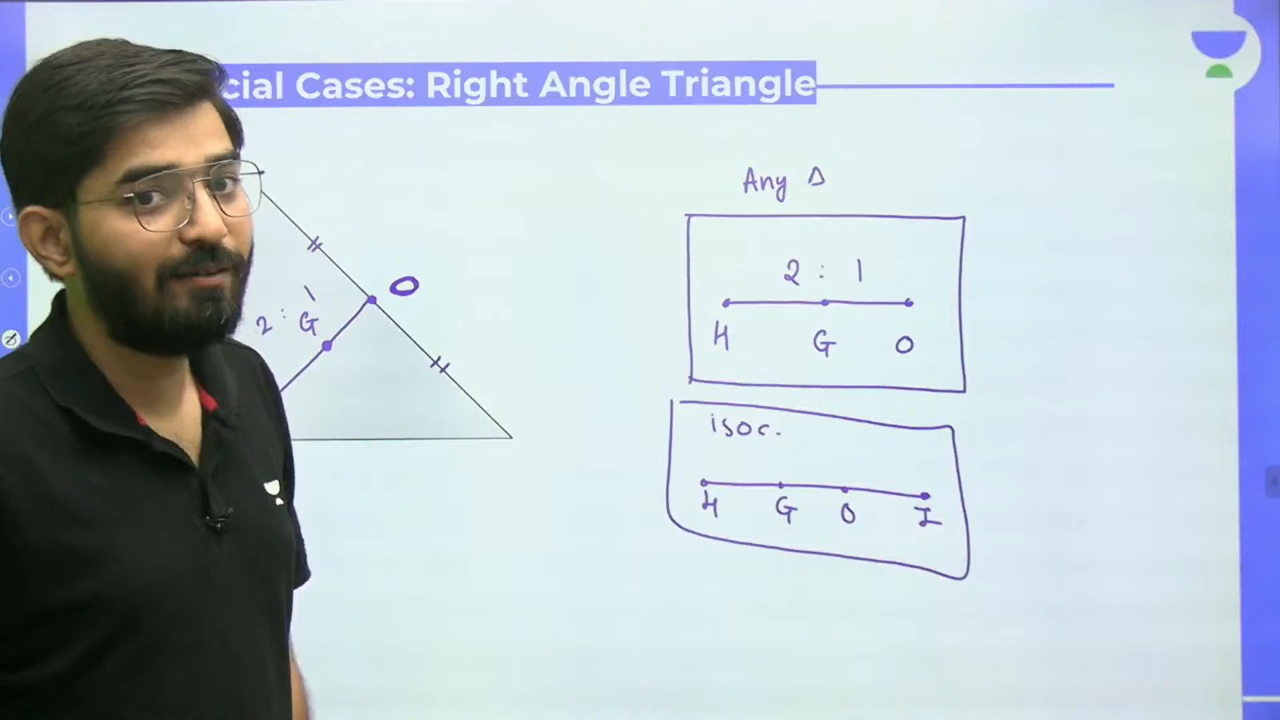 cial Cases: Right Angle Triangle
Any Δ
2 : 1
H G O
O
2 : 1
G
isoc.
H G O I